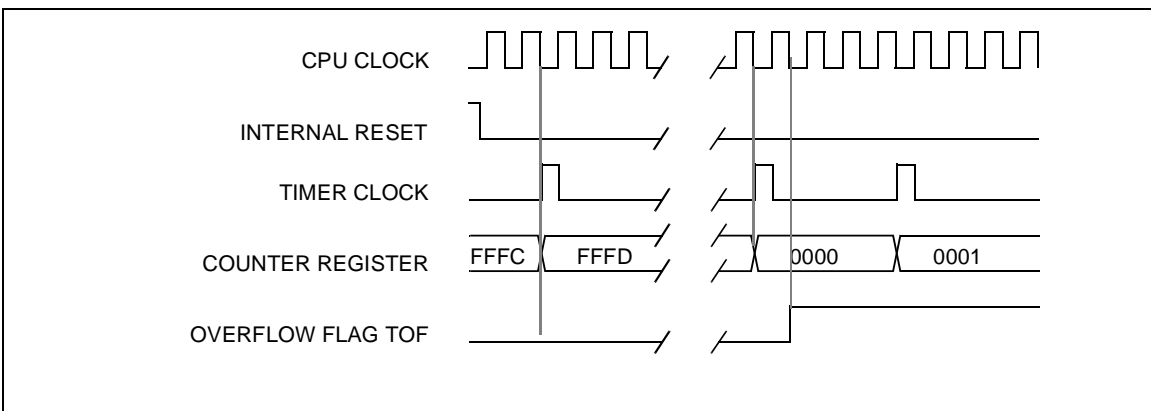 CPU CLOCK
INTERNAL RESET
TIMER CLOCK
COUNTER REGISTER FFFC FFFD 0000 0001
OVERFLOW FLAG TOF